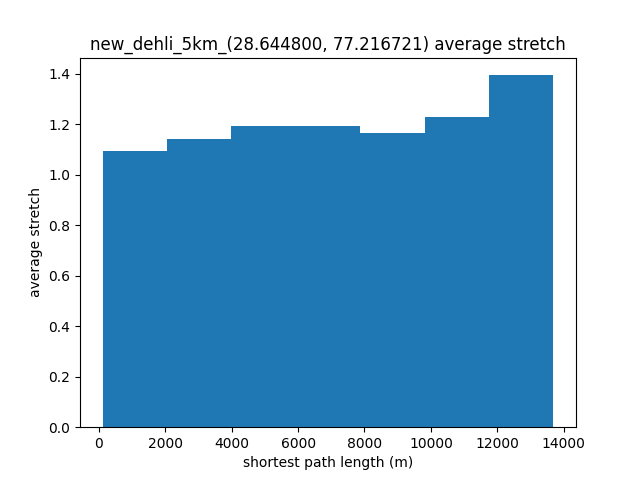 new_dehli_5km_(28.644800, 77.216721) average stretch
1.4
1.2
1.0
0.8
0.6
0.4
0.2
0.0
average stretch
0 2000 4000 6000 8000 10000 12000 14000
shortest path length (m)